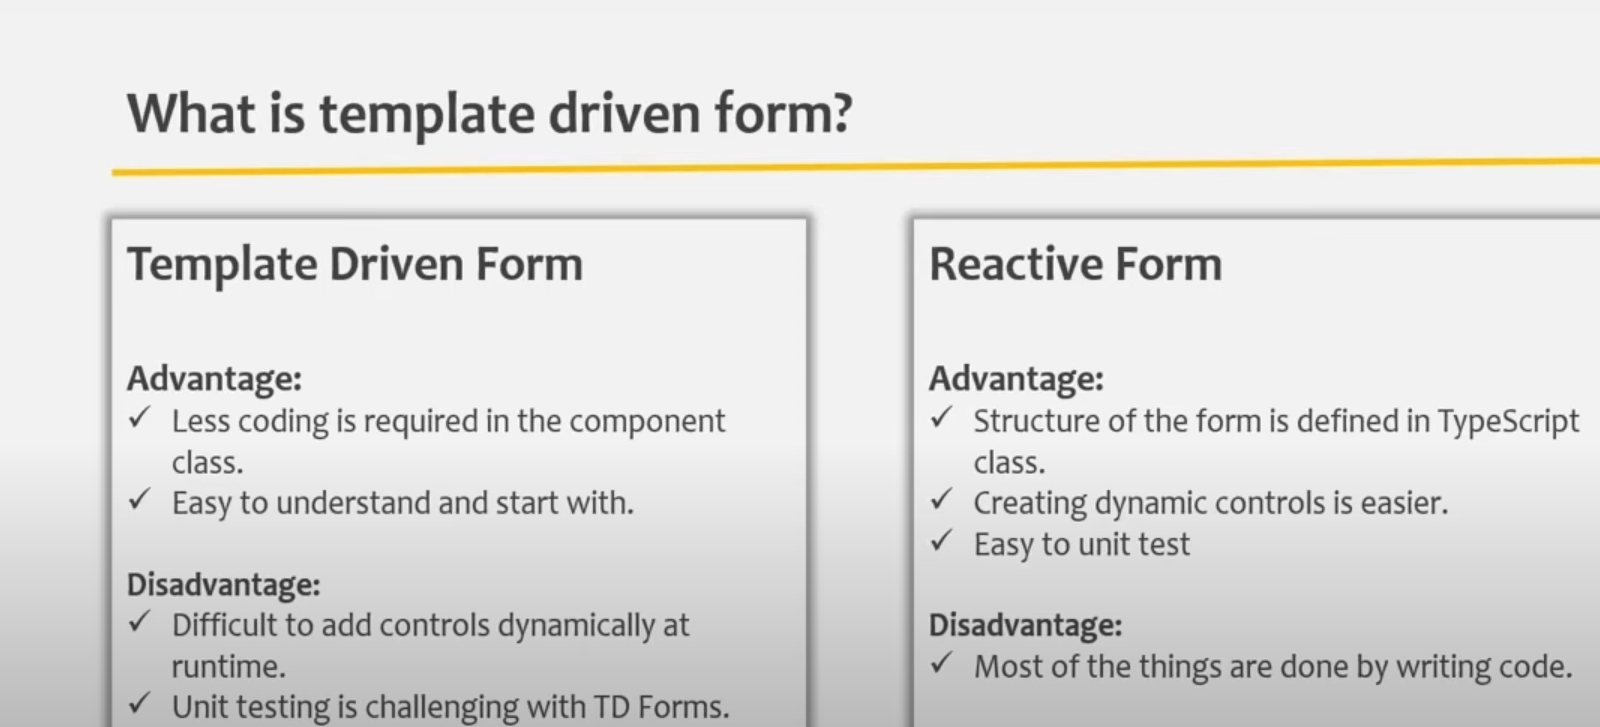 What is template driven form?
Template Driven Form
Advantage:
✓ Less coding is required in the component
class.
✓ Easy to understand and start with.
Disadvantage:
✓ Difficult to add controls dynamically at
runtime.
✓ Unit testing is challenging with TD Forms.
Reactive Form
Advantage:
✓ Structure of the form is defined in TypeScript
class.
✓ Creating dynamic controls is easier.
✓ Easy to unit test
Disadvantage:
✓ Most of the things are done by writing code.